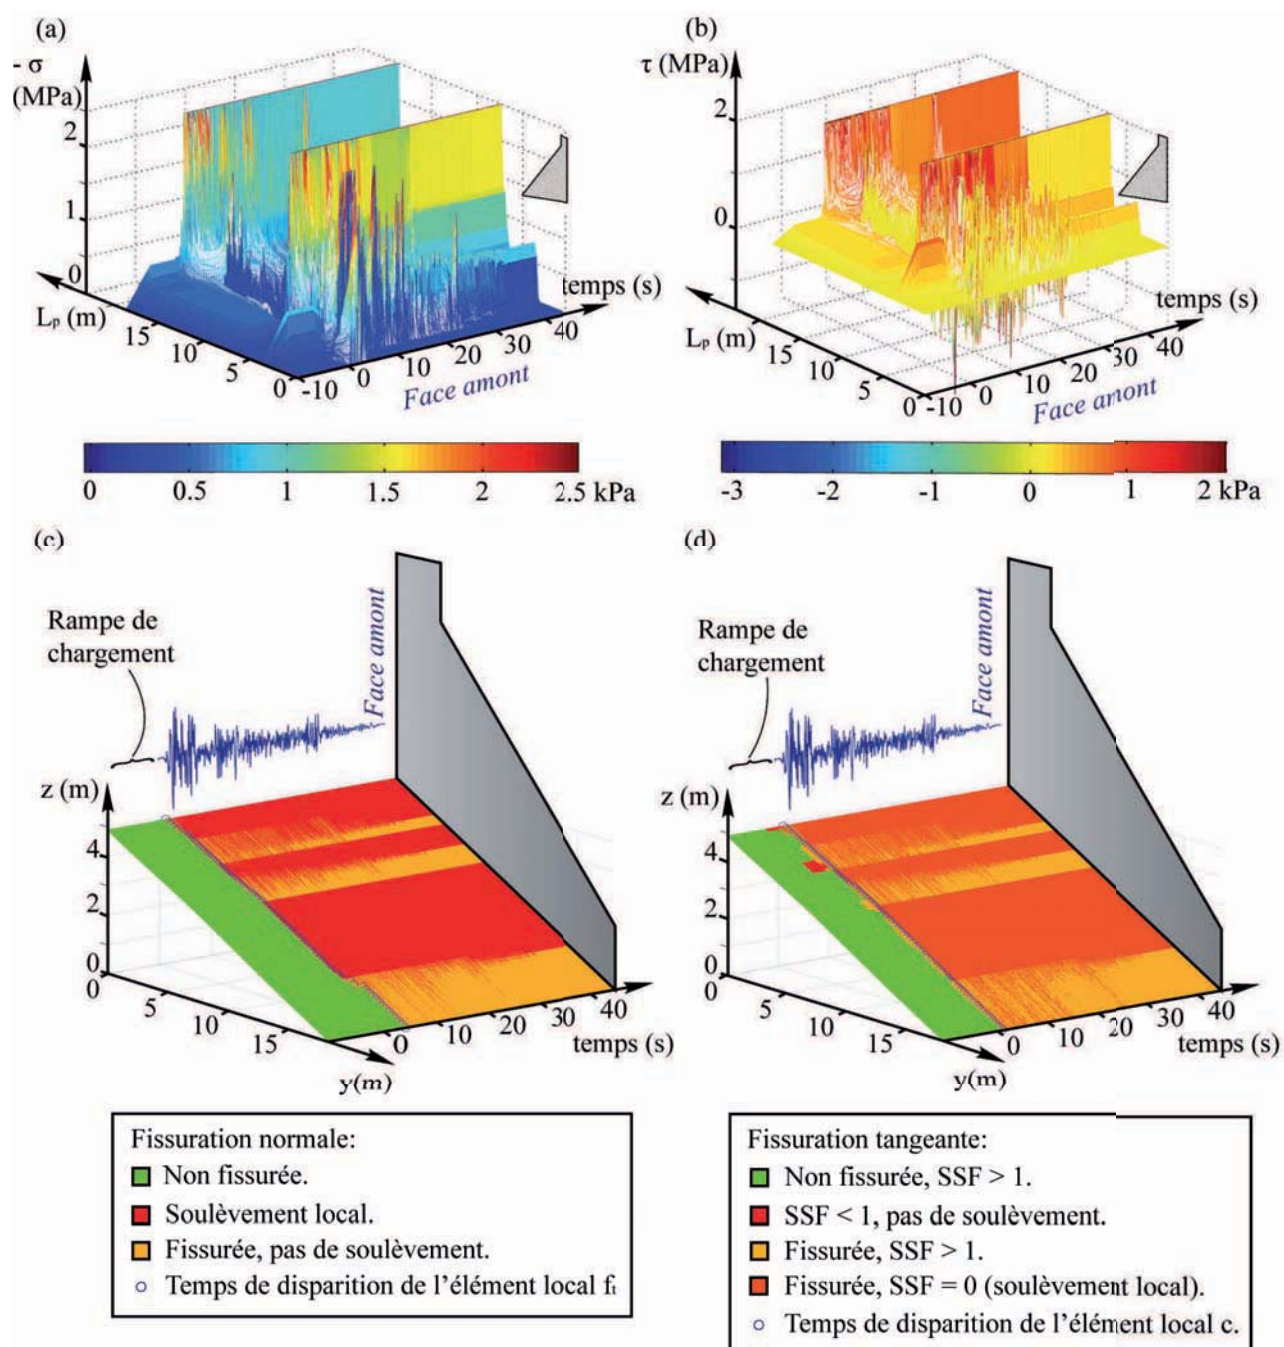 (a)
- σ
(MPa)
2
1
0
Lₚ (m)
15
10
5
0
-10
0
10
20
30
40
temps (s)
Face amont
0
0.5
1
1.5
2
2.5 kPa
(b)
τ (MPa)
2
0
Lₚ (m)
15
10
5
0
-10
0
10
20
30
40
temps (s)
Face amont
-3
-2
-1
0
1
2 kPa
(c)
Rampe de
chargement
Face amont
z (m)
4
2
0
0
5
10
15
y(m)
0
10
20
30
40
temps (s)
Fissuration normale:
Non fissurée.
Soulèvement local.
Fissurée, pas de soulèvement.
Temps de disparition de l'élément local fₜ
(d)
Rampe de
chargement
Face amont
z (m)
4
2
0
0
5
10
15
y(m)
0
10
20
30
40
temps (s)
Fissuration tangeante:
Non fissurée, SSF > 1.
SSF < 1, pas de soulèvement.
Fissurée, SSF > 1.
Fissurée, SSF = 0 (soulèvement local).
Temps de disparition de l'élément local c.